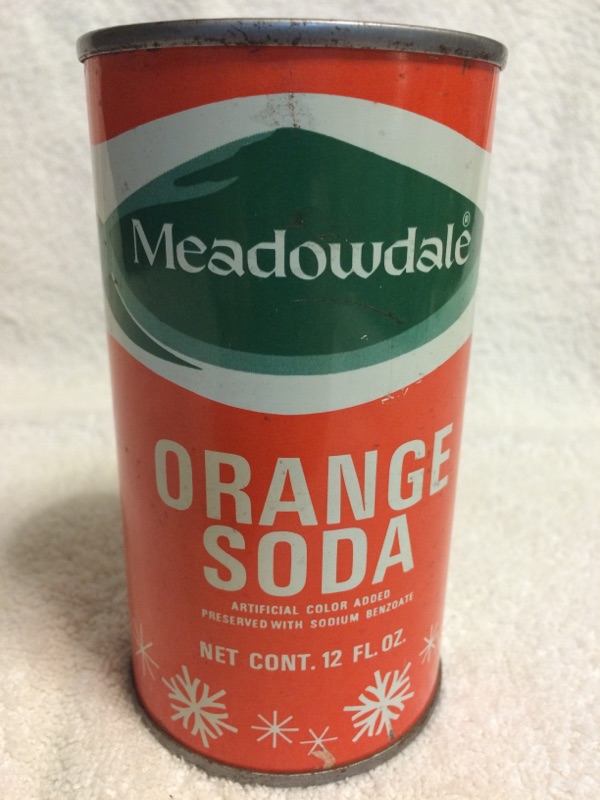 Meadowdale®
ORANGE
SODA
ARTIFICIAL COLOR ADDED
PRESERVED WITH SODIUM BENZOATE
NET CONT. 12 FL. OZ.